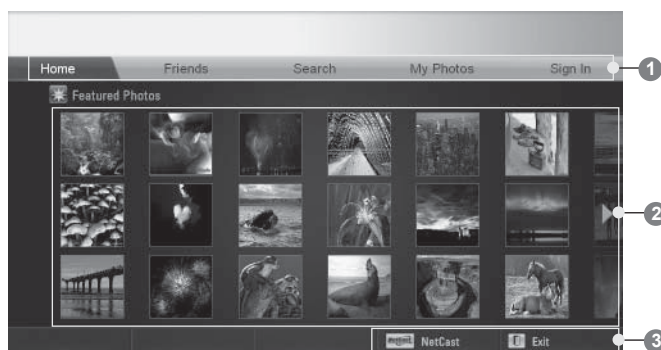 Home Friends Search My Photos Sign In
1
Featured Photos
2
NetCast Exit
3